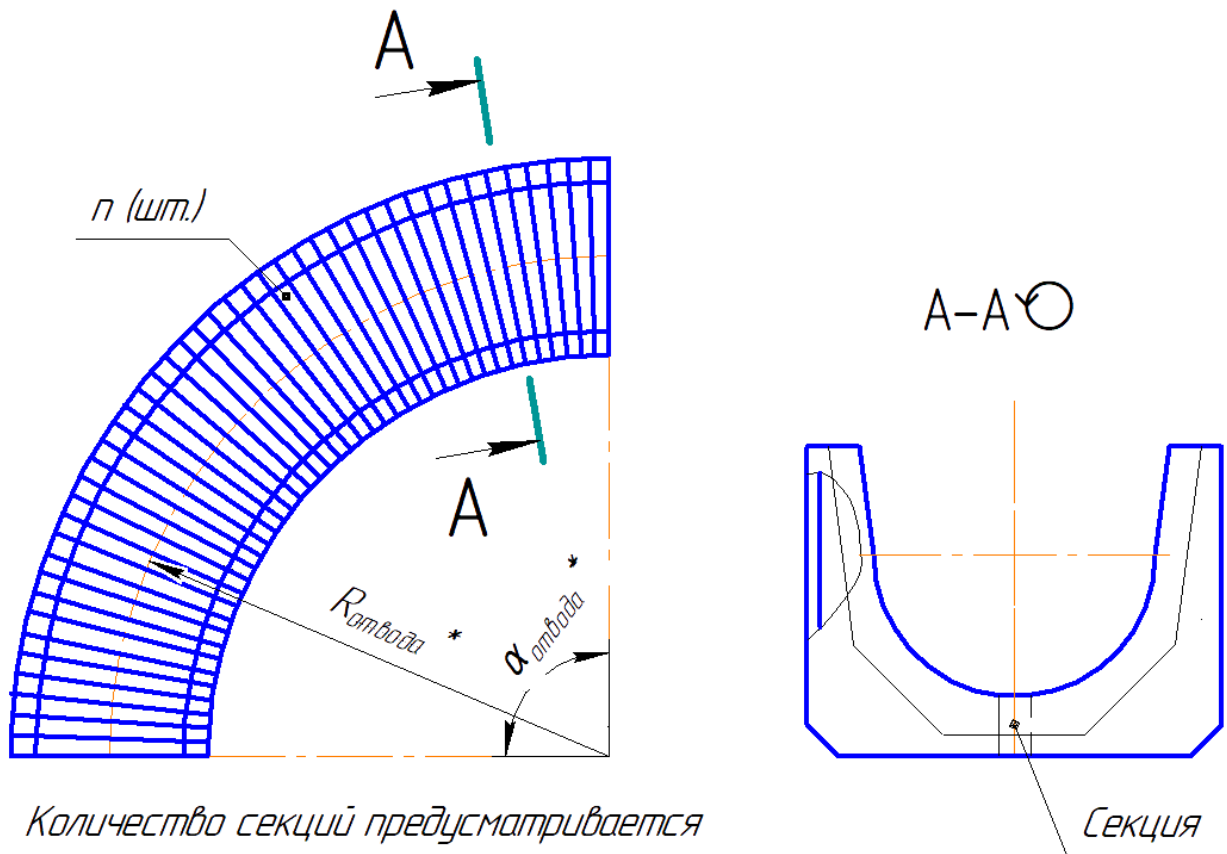 А
n (шт.)
А-А
А
Rотвода *
αотвода *
Количество секций предусматривается
Секция